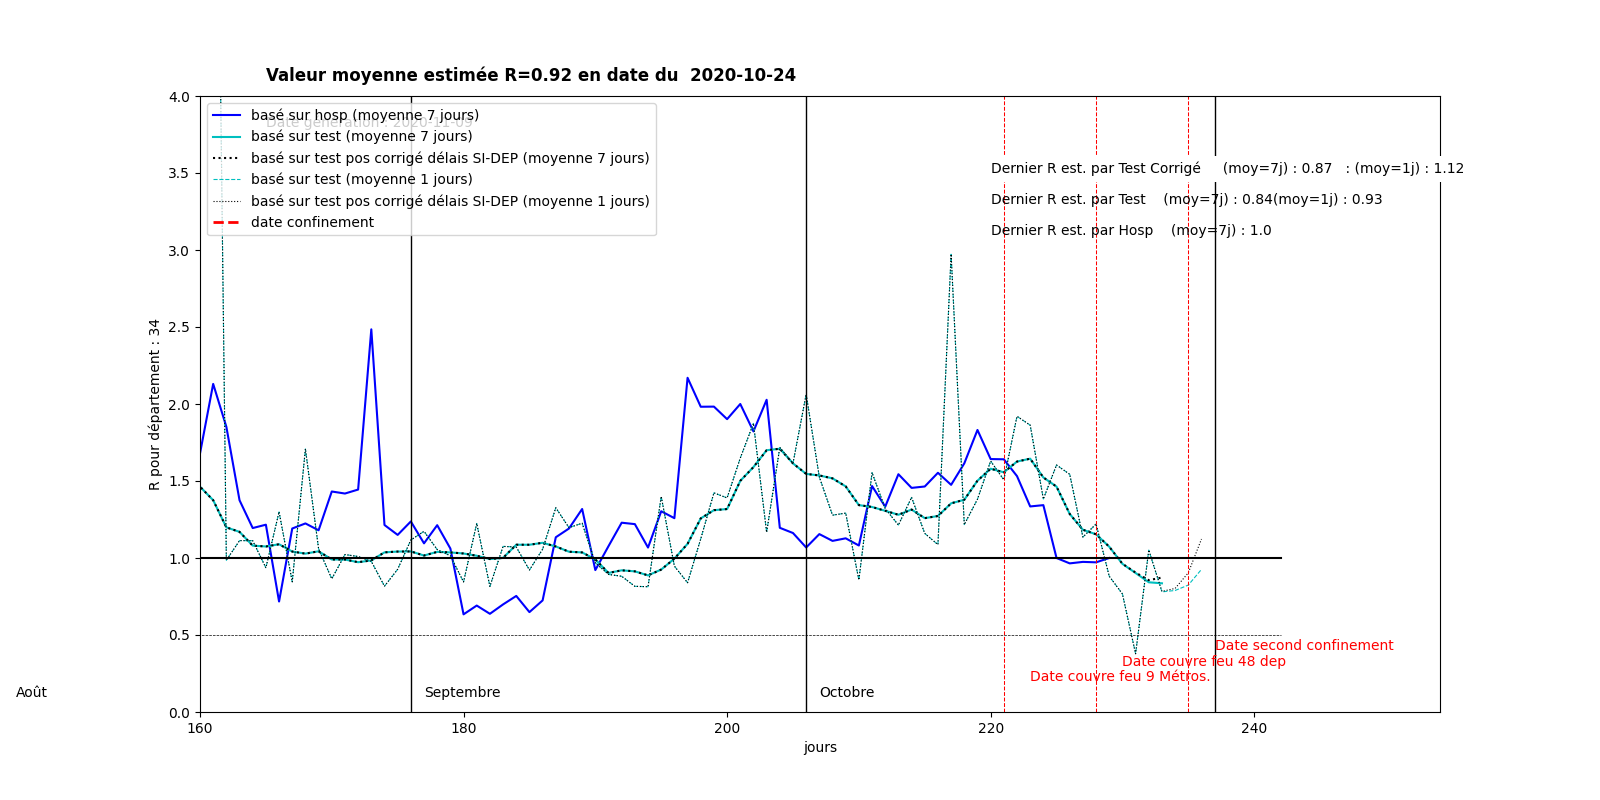 Valeur moyenne estimée R=0.92 en date du  2020-10-24
Date génération : 2020-11-09
basé sur hosp (moyenne 7 jours)
basé sur test (moyenne 7 jours)
basé sur test pos corrigé délais SI-DEP (moyenne 7 jours)
basé sur test (moyenne 1 jours)
basé sur test pos corrigé délais SI-DEP (moyenne 1 jours)
date confinement
Dernier R est. par Test Corrigé (moy=7j) : 0.87 : (moy=1j) : 1.12
Dernier R est. par Test (moy=7j) : 0.84(moy=1j) : 0.93
Dernier R est. par Hosp (moy=7j) : 1.0
R pour département : 34
4.0
3.5
3.0
2.5
2.0
1.5
1.0
0.5
0.0
Date second confinement
Date couvre feu 48 dep
Date couvre feu 9 Métros.
Août
Septembre
Octobre
160
180
200
220
240
jours